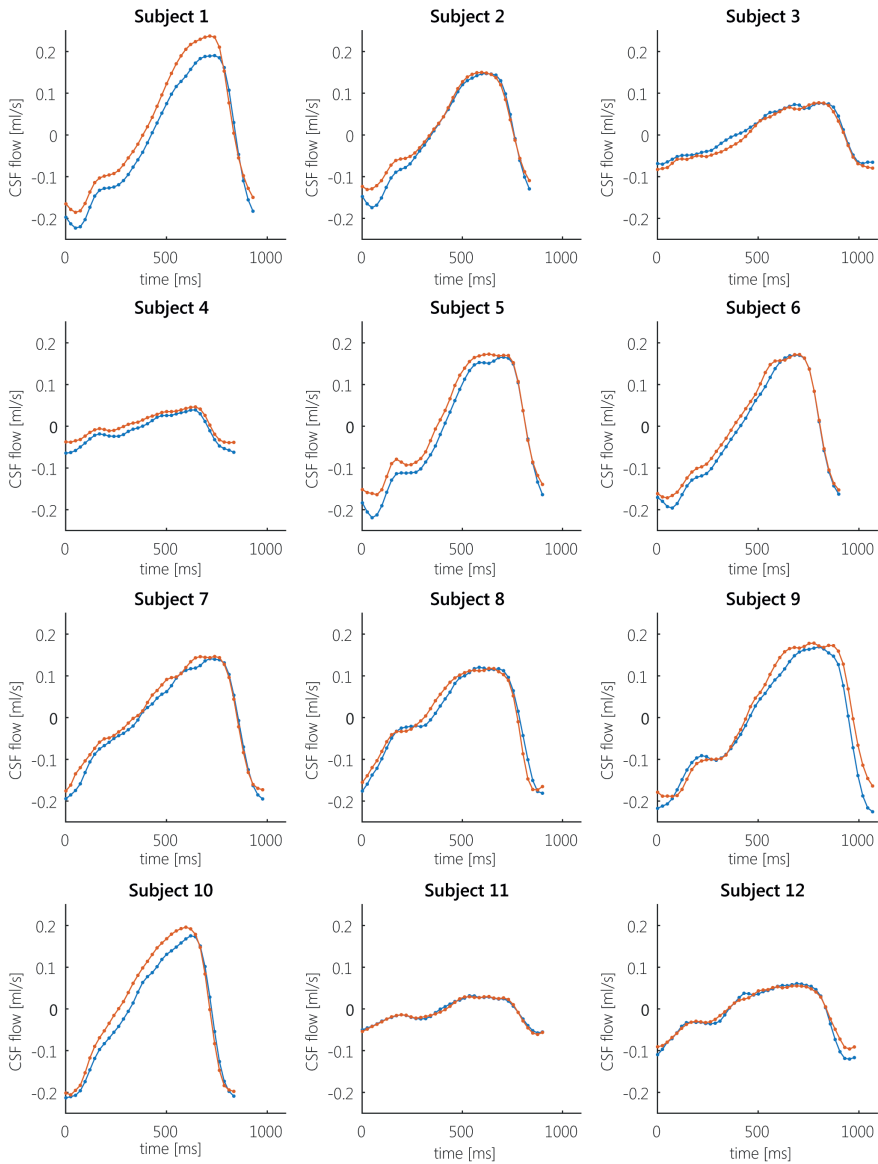 Subject 1 Subject 2 Subject 3
0.2 0.2 0.2
0.1 0.1 0.1
0 0 0
-0.1 -0.1 -0.1
-0.2 -0.2 -0.2
CSF flow [ml/s] CSF flow [ml/s] CSF flow [ml/s]
0 500 1000 0 500 1000 0 500 1000
time [ms] time [ms] time [ms]
Subject 4 Subject 5 Subject 6
0.2 0.2 0.2
0.1 0.1 0.1
0 0 0
-0.1 -0.1 -0.1
-0.2 -0.2 -0.2
CSF flow [ml/s] CSF flow [ml/s] CSF flow [ml/s]
0 500 1000 0 500 1000 0 500 1000
time [ms] time [ms] time [ms]
Subject 7 Subject 8 Subject 9
0.2 0.2 0.2
0.1 0.1 0.1
0 0 0
-0.1 -0.1 -0.1
-0.2 -0.2 -0.2
CSF flow [ml/s] CSF flow [ml/s] CSF flow [ml/s]
0 500 1000 0 500 1000 0 500 1000
time [ms] time [ms] time [ms]
Subject 10 Subject 11 Subject 12
0.2 0.2 0.2
0.1 0.1 0.1
0 0 0
-0.1 -0.1 -0.1
-0.2 -0.2 -0.2
CSF flow [ml/s] CSF flow [ml/s] CSF flow [ml/s]
0 500 1000 0 500 1000 0 500 1000
time [ms] time [ms] time [ms]